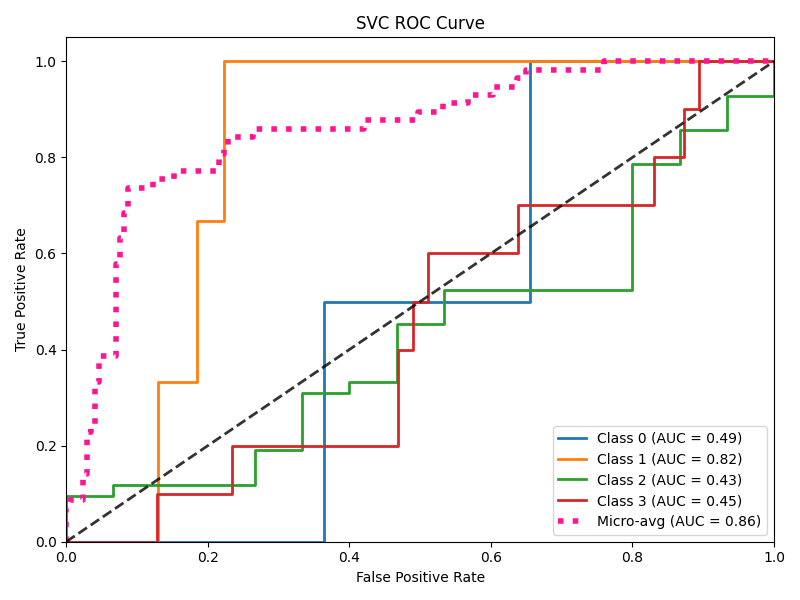 SVC ROC Curve
True Positive Rate
1.0
0.8
0.6
0.4
0.2
0.0
0.0 0.2 0.4 0.6 0.8 1.0
False Positive Rate
Class 0 (AUC = 0.49)
Class 1 (AUC = 0.82)
Class 2 (AUC = 0.43)
Class 3 (AUC = 0.45)
Micro-avg (AUC = 0.86)